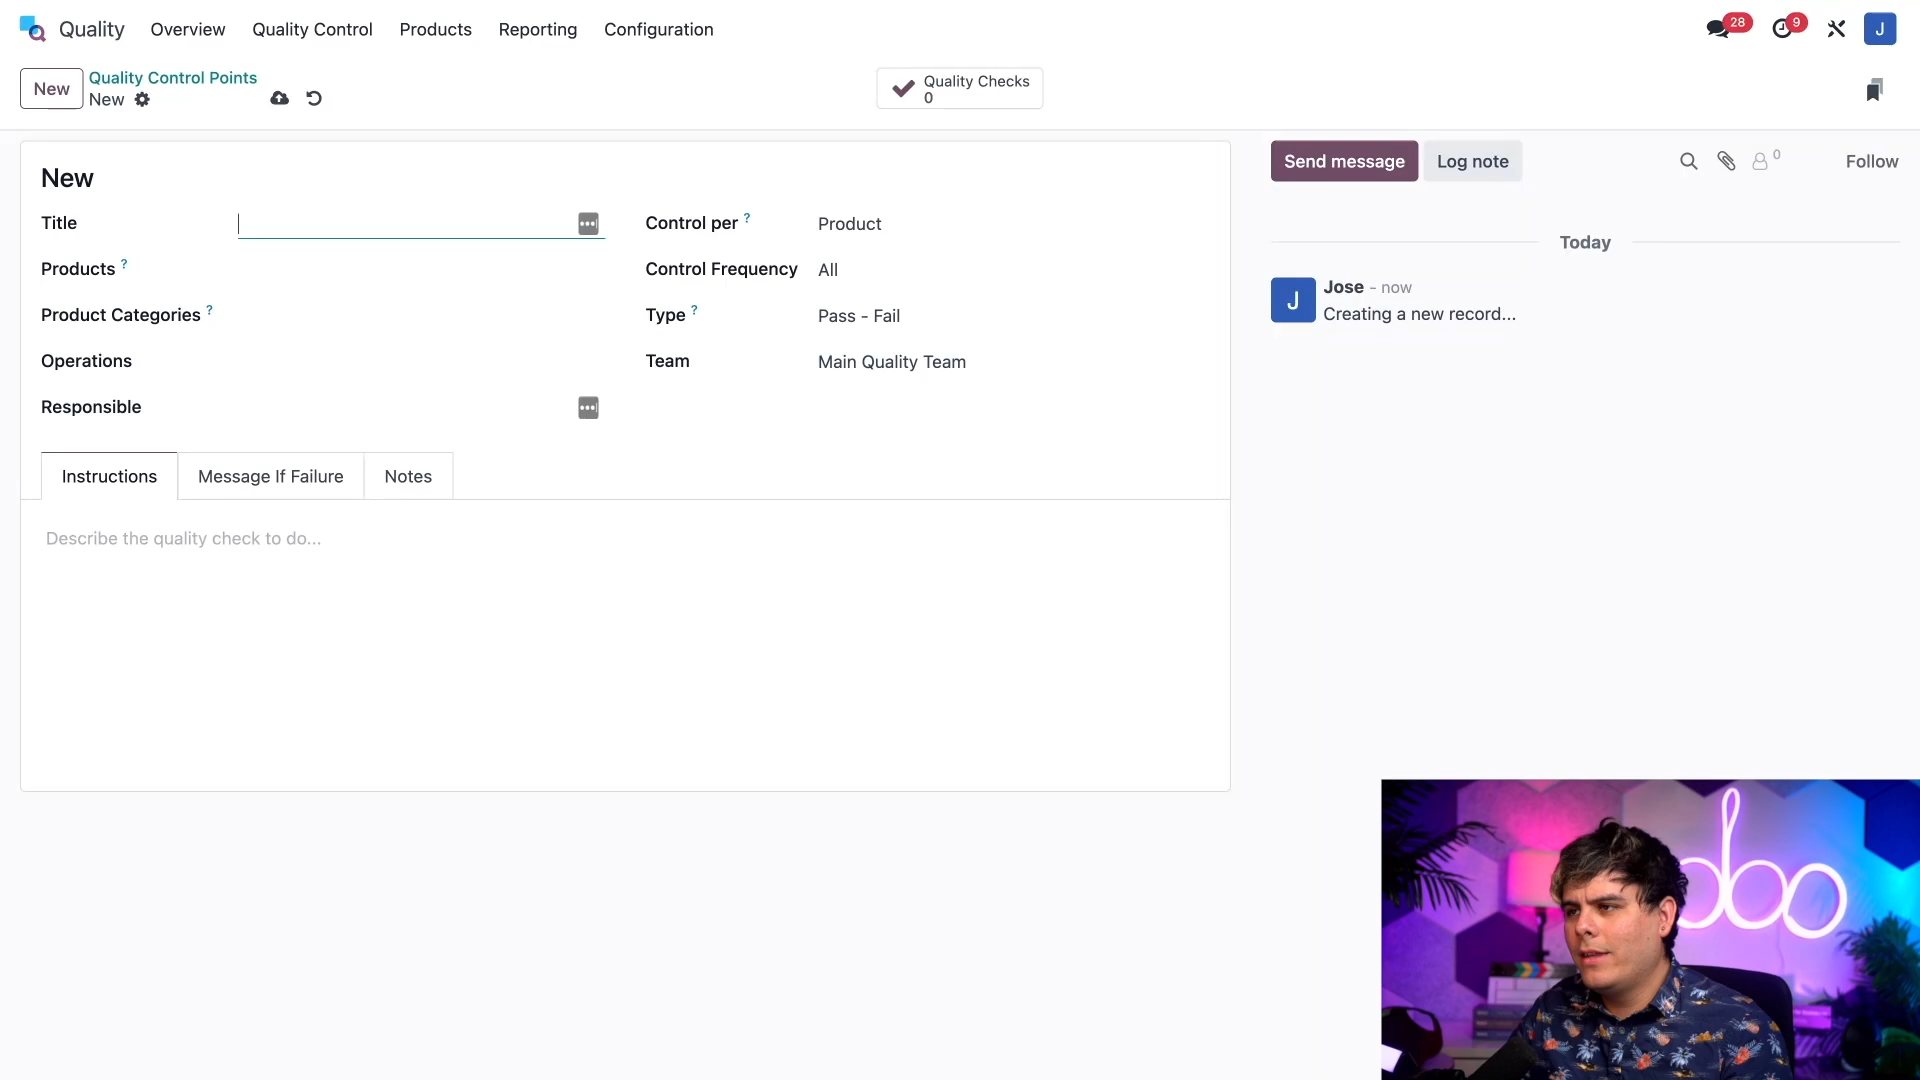 Quality
Overview
Quality Control
Products
Reporting
Configuration
28
9
J
New
Quality Control Points
New
Quality Checks
0
New
Title
Products ?
Product Categories ?
Operations
Responsible
Control per ?
Product
Control Frequency
All
Type ?
Pass - Fail
Team
Main Quality Team
Instructions
Message If Failure
Notes
Describe the quality check to do...
Send message
Log note
0
Follow
Today
J
Jose - now
Creating a new record...